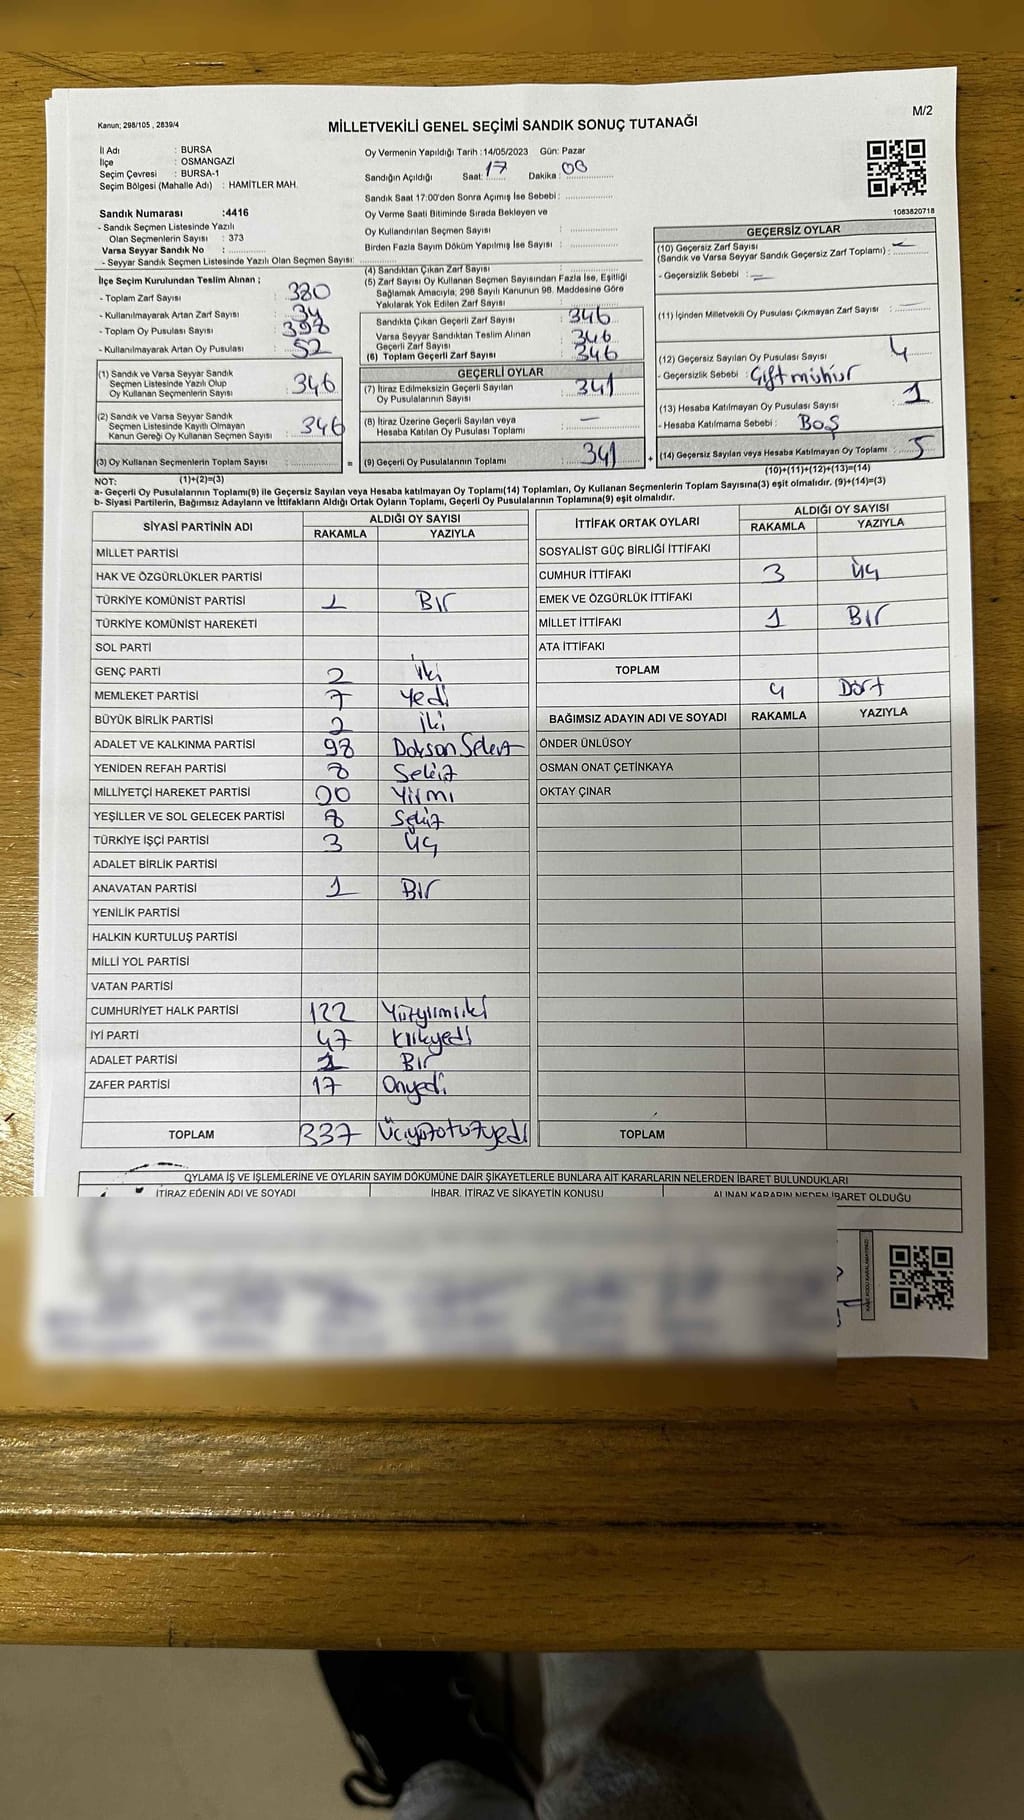 M/2
Kanun; 298/105 , 2839/4
MİLLETVEKİLİ GENEL SEÇİMİ SANDIK SONUÇ TUTANAĞI
İl Adı : BURSA
İlçe : OSMANGAZİ
Seçim Çevresi : BURSA-1
Seçim Bölgesi (Mahalle Adı) : HAMİTLER MAH.
Oy Vermenin Yapıldığı Tarih :14/05/2023 Gün: Pazar
Sandığın Açıldığı Saat: 17 Dakika : 00
Sandık Saat 17:00'den Sonra Açımış İse Sebebi :
Oy Verme Saati Bitiminde Sırada Bekleyen ve
Oy Kullandırılan Seçmen Sayısı :
Birden Fazla Sayım Döküm Yapılmış İse Sayısı :
1083820718
Sandık Numarası :4416
- Sandık Seçmen Listesinde Yazılı
Olan Seçmenlerin Sayısı : 373
Varsa Seyyar Sandık No :
- Seyyar Sandık Seçmen Listesinde Yazılı Olan Seçmen Sayısı:
İlçe Seçim Kurulundan Teslim Alınan ;
- Toplam Zarf Sayısı : 380
- Kullanılmayarak Artan Zarf Sayısı : 34
- Toplam Oy Pusulası Sayısı : 398
- Kullanılmayarak Artan Oy Pusulası : 52
(1) Sandık ve Varsa Seyyar Sandık
Seçmen Listesinde Yazılı Olup
Oy Kullanan Seçmenlerin Sayısı : 346
(2) Sandık ve Varsa Seyyar Sandık
Seçmen Listesinde Kayıtlı Olmayan
Kanun Gereği Oy Kullanan Seçmen Sayısı : 346
(3) Oy Kullanan Seçmenlerin Toplam Sayısı :
(4) Sandıktan Çıkan Zarf Sayısı :
(5) Zarf Sayısı Oy Kullanan Seçmen Sayısından Fazla İse, Eşitliği
Sağlamak Amacıyla, 298 Sayılı Kanunun 98. Maddesine Göre
Yakılarak Yok Edilen Zarf Sayısı :
Sandıkta Çıkan Geçerli Zarf Sayısı : 346
Varsa Seyyar Sandıktan Teslim Alınan
Geçerli Zarf Sayısı : 346
(6) Toplam Geçerli Zarf Sayısı : 346
GEÇERLİ OYLAR
(7) İtiraz Edilmeksizin Geçerli Sayılan
Oy Pusulalarının Sayısı : 341
(8) İtiraz Üzerine Geçerli Sayılan veya
Hesaba Katılan Oy Pusulası Toplamı : —
= (9) Geçerli Oy Pusulalarının Toplamı : 341 +
GEÇERSİZ OYLAR
(10) Geçersiz Zarf Sayısı
(Sandık ve Varsa Seyyar Sandık Geçersiz Zarf Toplamı) : —
- Geçersizlik Sebebi : —
(11) İçinden Milletvekili Oy Pusulası Çıkmayan Zarf Sayısı : —
(12) Geçersiz Sayılan Oy Pusulası Sayısı : 4
- Geçersizlik Sebebi : Çift mühür
(13) Hesaba Katılmayan Oy Pusulası Sayısı : 1
- Hesaba Katılmama Sebebi : Boş
(14) Geçersiz Sayılan veya Hesaba Katılmayan Oy Toplamı : 5
NOT: (1)+(2)=(3)
(10)+(11)+(12)+(13)=(14)
a- Geçerli Oy Pusulalarının Toplamı(9) ile Geçersiz Sayılan veya Hesaba katılmayan Oy Toplamı(14) Toplamları, Oy Kullanan Seçmenlerin Toplam Sayısına(3) eşit olmalıdır. (9)+(14)=(3)
b- Siyasi Partilerin, Bağımsız Adayların ve İttifakların Aldığı Ortak Oyların Toplamı, Geçerli Oy Pusulalarının Toplamına(9) eşit olmalıdır.
SİYASİ PARTİNİN ADI ALDIĞI OY SAYISI
RAKAMLA YAZIYLA
MİLLET PARTİSİ
HAK VE ÖZGÜRLÜKLER PARTİSİ
TÜRKİYE KOMÜNİST PARTİSİ 1 Bir
TÜRKİYE KOMÜNİST HAREKETİ
SOL PARTİ
GENÇ PARTİ 2 İki
MEMLEKET PARTİSİ 7 Yedi
BÜYÜK BİRLİK PARTİSİ 2 İki
ADALET VE KALKINMA PARTİSİ 98 Doksan Sekiz
YENİDEN REFAH PARTİSİ 8 Sekiz
MİLLİYETÇİ HAREKET PARTİSİ 20 Yirmi
YEŞİLLER VE SOL GELECEK PARTİSİ 8 Sekiz
TÜRKİYE İŞÇİ PARTİSİ 3 Üç
ADALET BİRLİK PARTİSİ
ANAVATAN PARTİSİ 1 Bir
YENİLİK PARTİSİ
HALKIN KURTULUŞ PARTİSİ
MİLLİ YOL PARTİSİ
VATAN PARTİSİ
CUMHURİYET HALK PARTİSİ 122 Yüzyirmiiki
İYİ PARTİ 47 Kırkyedi
ADALET PARTİSİ 1 Bir
ZAFER PARTİSİ 17 Onyedi
TOPLAM 337 Üçyüzotuzyedi
İTTİFAK ORTAK OYLARI ALDIĞI OY SAYISI
RAKAMLA YAZIYLA
SOSYALİST GÜÇ BİRLİĞİ İTTİFAKI
CUMHUR İTTİFAKI 3 Üç
EMEK VE ÖZGÜRLÜK İTTİFAKI
MİLLET İTTİFAKI 1 Bir
ATA İTTİFAKI
TOPLAM
4 Dört
BAĞIMSIZ ADAYIN ADI VE SOYADI RAKAMLA YAZIYLA
ÖNDER ÜNLÜSOY
OSMAN ONAT ÇETİNKAYA
OKTAY ÇINAR
TOPLAM
OYLAMA İŞ VE İŞLEMLERİNE VE OYLARIN SAYIM DÖKÜMÜNE DAİR ŞİKAYETLERLE BUNLARA AİT KARARLARIN NELERDEN İBARET BULUNDUKLARI
İTİRAZ EDENİN ADI VE SOYADI İHBAR, İTİRAZ VE ŞİKAYETİN KONUSU ALINAN KARARIN NEDEN İBARET OLDUĞU